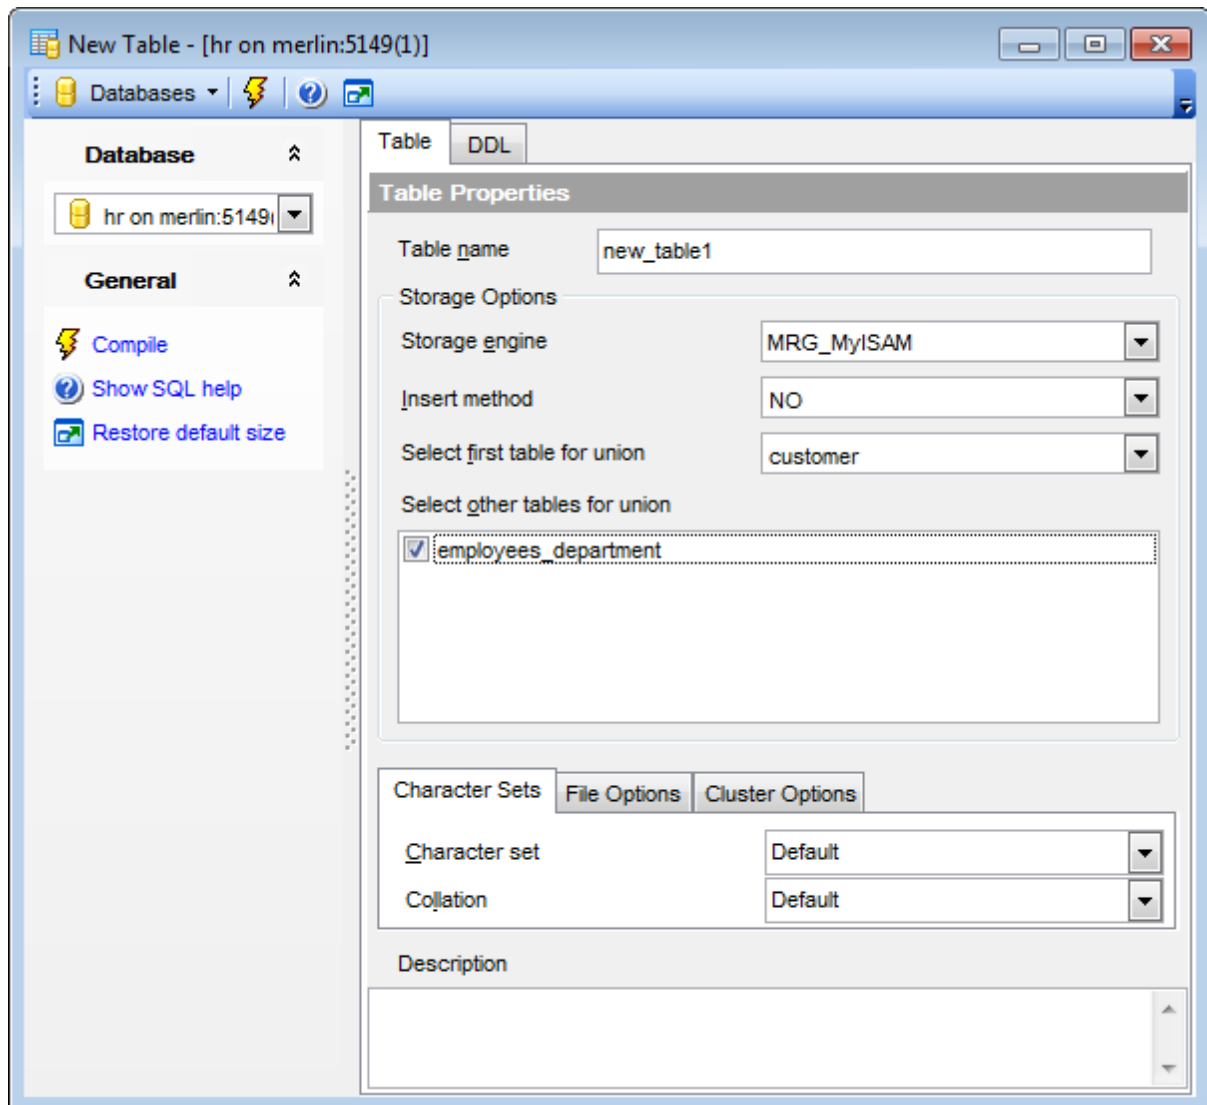 New Table - [hr on merlin:5149(1)]
Databases
Database
hr on merlin:5149(
General
Compile
Show SQL help
Restore default size
Table DDL
Table Properties
Table name new_table1
Storage Options
Storage engine MRG_MyISAM
Insert method NO
Select first table for union customer
Select other tables for union
employees_department
Character Sets File Options Cluster Options
Character set Default
Collation Default
Description